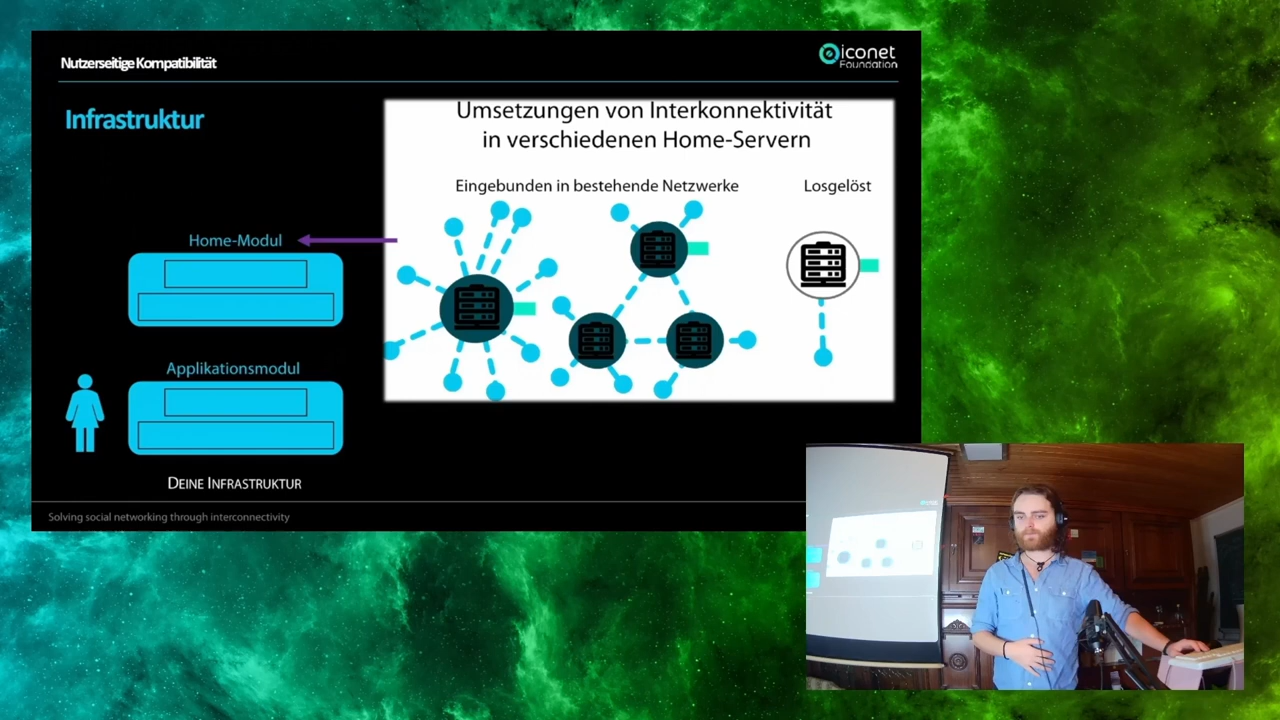 Nutzerseitige Kompatibilität
iconet
Foundation
Infrastruktur
Umsetzungen von Interkonnektivität
in verschiedenen Home-Servern
Eingebunden in bestehende Netzwerke
Losgelöst
Home-Modul
Applikationsmodul
DEINE INFRASTRUKTUR
Solving social networking through interconnectivity